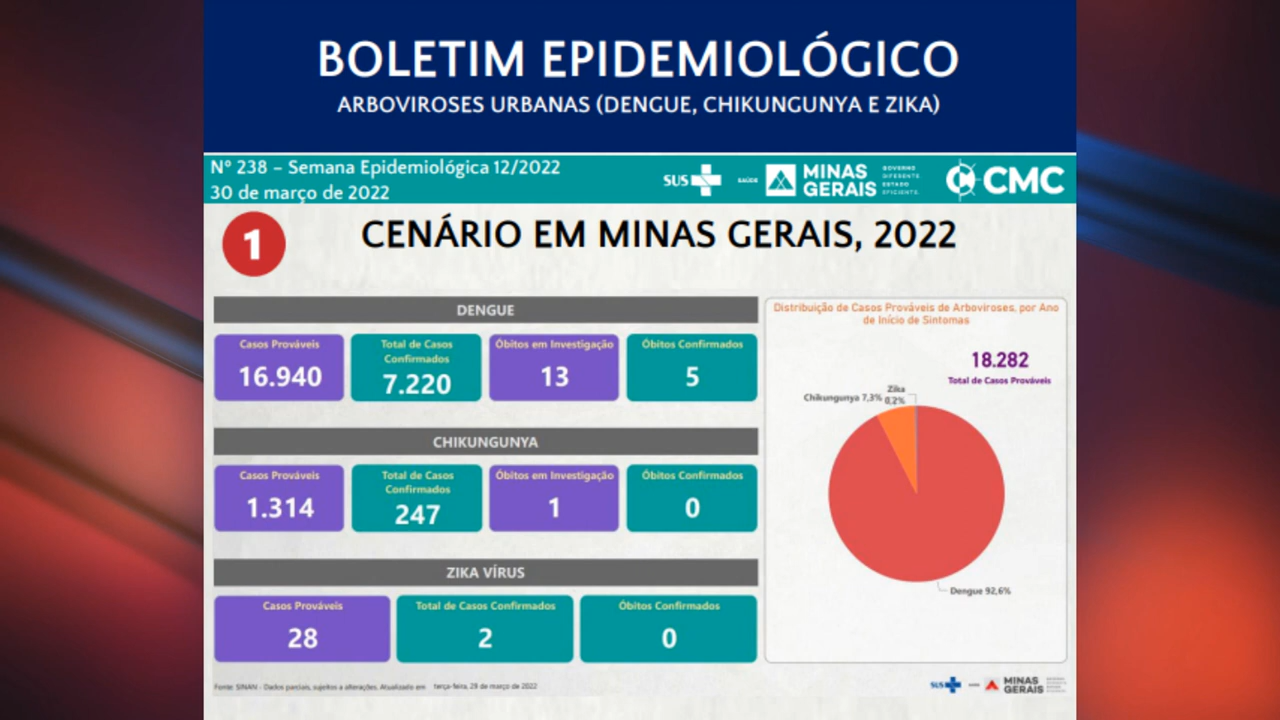 BOLETIM EPIDEMIOLÓGICO
ARBOVIROSES URBANAS (DENGUE, CHIKUNGUNYA E ZIKA)
Nº 238 – Semana Epidemiológica 12/2022
30 de março de 2022
SUS
SAÚDE
MINAS
GERAIS
GOVERNO
DIFERENTE.
ESTADO
EFICIENTE.
CMC
1
CENÁRIO EM MINAS GERAIS, 2022
DENGUE
Casos Prováveis
16.940
Total de Casos
Confirmados
7.220
Óbitos em Investigação
13
Óbitos Confirmados
5
CHIKUNGUNYA
Casos Prováveis
1.314
Total de Casos
Confirmados
247
Óbitos em Investigação
1
Óbitos Confirmados
0
ZIKA VÍRUS
Casos Prováveis
28
Total de Casos Confirmados
2
Óbitos Confirmados
0
Distribuição de Casos Prováveis de Arboviroses, por Ano
de Início de Sintomas
18.282
Total de Casos Prováveis
Zika
0,2%
Chikungunya 7,3%
Dengue 92,6%
Fonte: SINAN - Dados parciais, sujeitos a alterações. Atualizado em terça-feira, 29 de março de 2022
SUS
MINAS
GERAIS